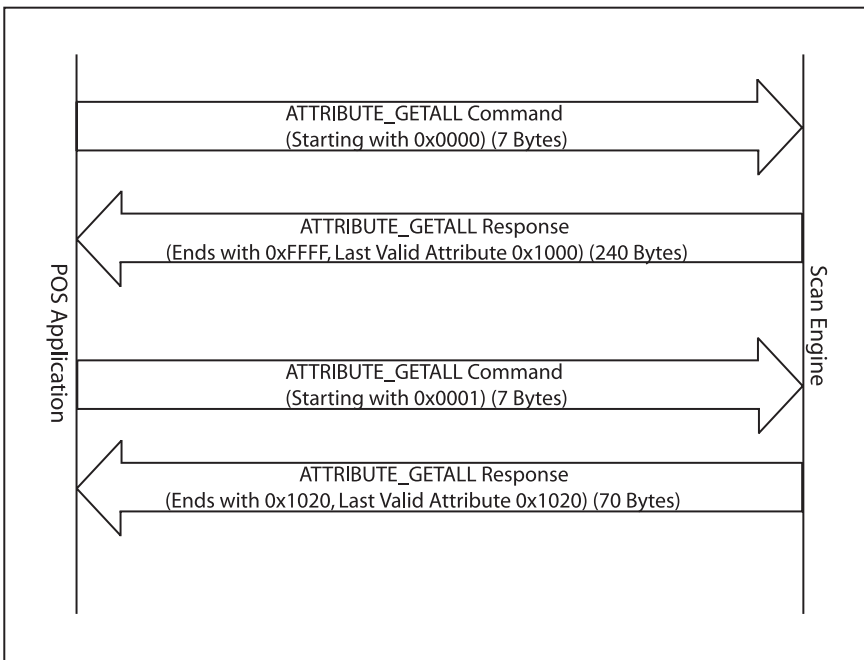 ATTRIBUTE_GETALL Command
(Starting with 0x0000) (7 Bytes)
ATTRIBUTE_GETALL Response
(Ends with 0xFFFF, Last Valid Attribute 0x1000) (240 Bytes)
POS Application
Scan Engine
ATTRIBUTE_GETALL Command
(Starting with 0x0001) (7 Bytes)
ATTRIBUTE_GETALL Response
(Ends with 0x1020, Last Valid Attribute 0x1020) (70 Bytes)